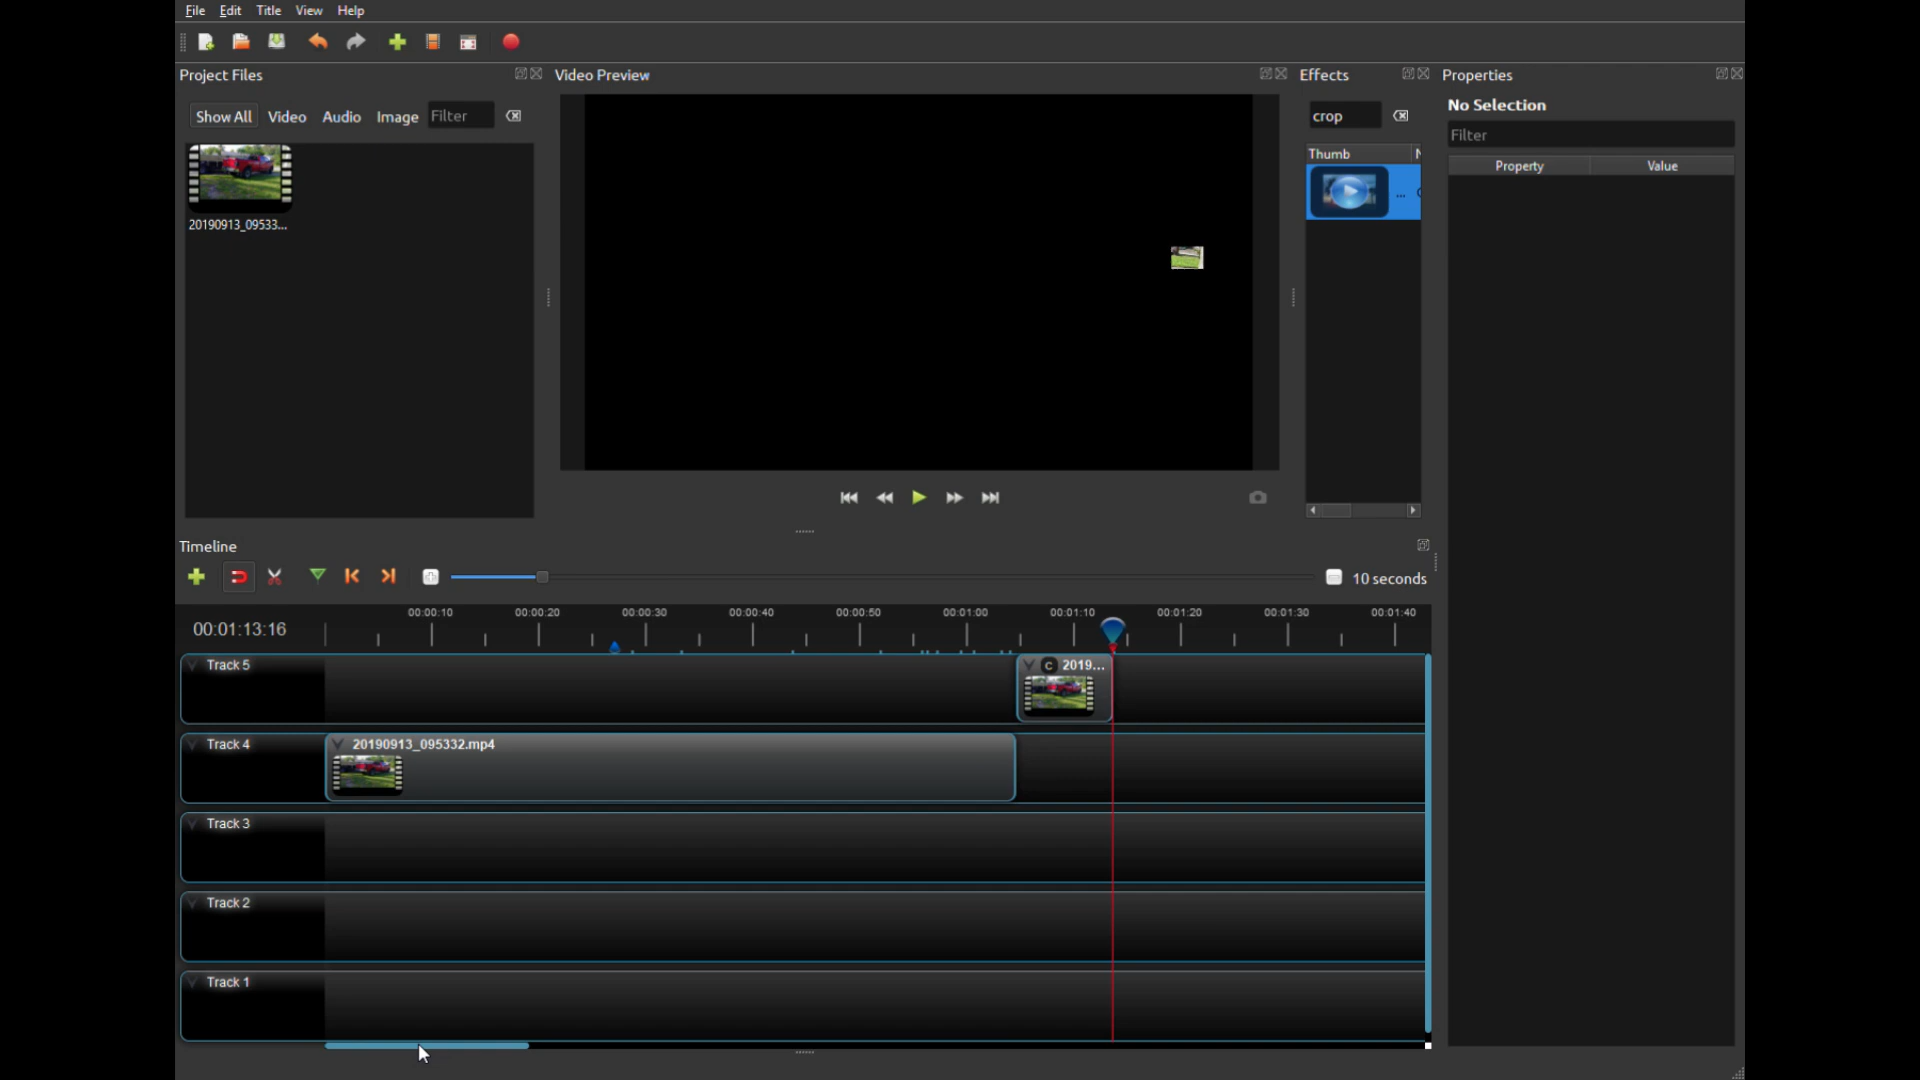 File Edit Title View Help
Project Files
Video Preview
Effects
Properties
No Selection
Show All Video Audio Image Filter
crop
Filter
Thumb
Property Value
20190913_09533...
...
Timeline
10 seconds
00:01:13:16
00:00:10 00:00:20 00:00:30 00:00:40 00:00:50 00:01:00 00:01:10 00:01:20 00:01:30 00:01:40
Track 5
C 2019...
Track 4
20190913_095332.mp4
Track 3
Track 2
Track 1